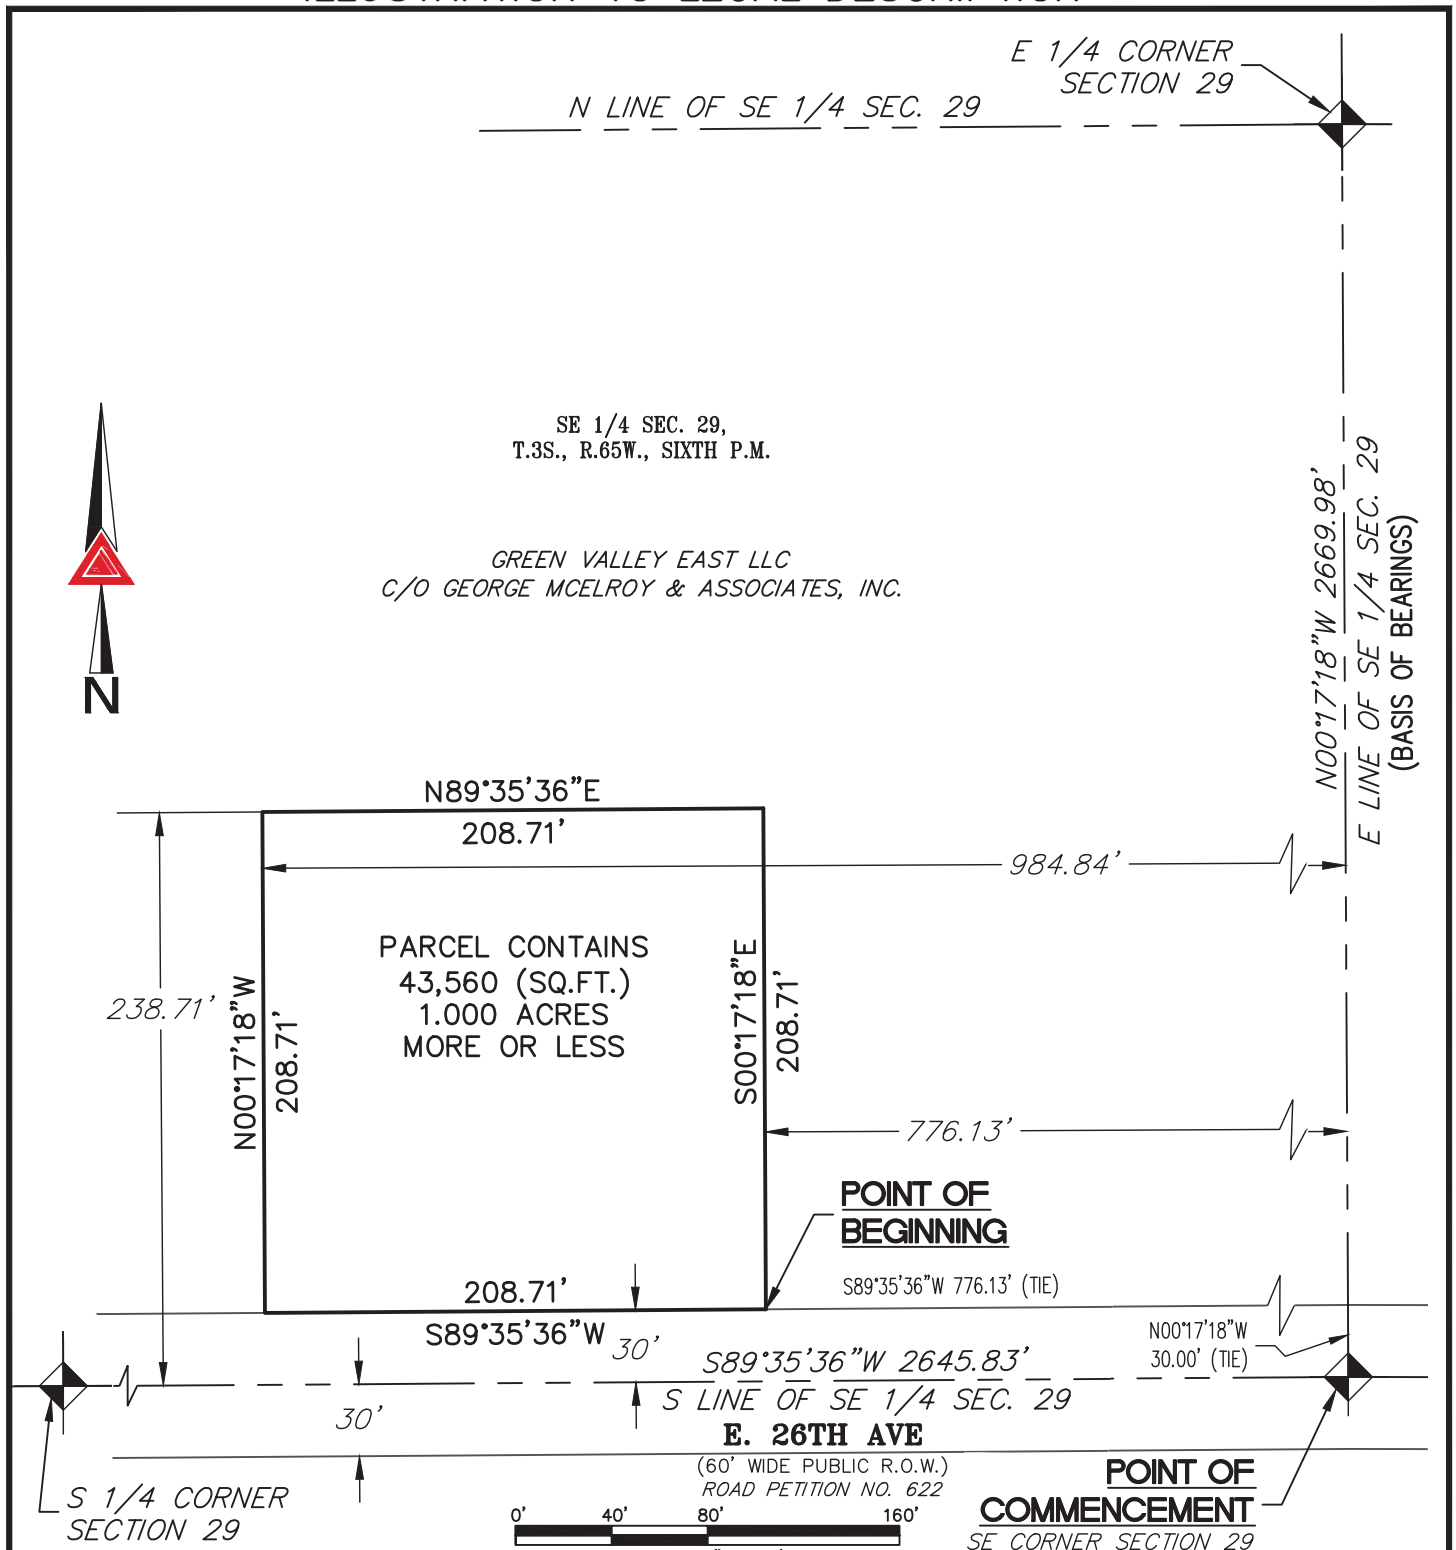 ILLUSTRATION TO LEGAL DESCRIPTION
E 1/4 CORNER
SECTION 29
N LINE OF SE 1/4 SEC. 29
SE 1/4 SEC. 29,
T.3S., R.65W., SIXTH P.M.
GREEN VALLEY EAST LLC
C/O GEORGE MCELROY & ASSOCIATES, INC.
N
N00°17'18"W 2669.98'
E LINE OF SE 1/4 SEC. 29
(BASIS OF BEARINGS)
N89°35'36"E
208.71'
984.84'
PARCEL CONTAINS
43,560 (SQ.FT.)
1.000 ACRES
MORE OR LESS
238.71'
N00°17'18"W
208.71'
S00°17'18"E
208.71'
776.13'
POINT OF
BEGINNING
S89°35'36"W 776.13' (TIE)
208.71'
S89°35'36"W
30'
N00°17'18"W
30.00' (TIE)
S89°35'36"W 2645.83'
S LINE OF SE 1/4 SEC. 29
30'
E. 26TH AVE
(60' WIDE PUBLIC R.O.W.)
ROAD PETITION NO. 622
S 1/4 CORNER
SECTION 29
0' 40' 80' 160'
POINT OF
COMMENCEMENT
SE CORNER SECTION 29